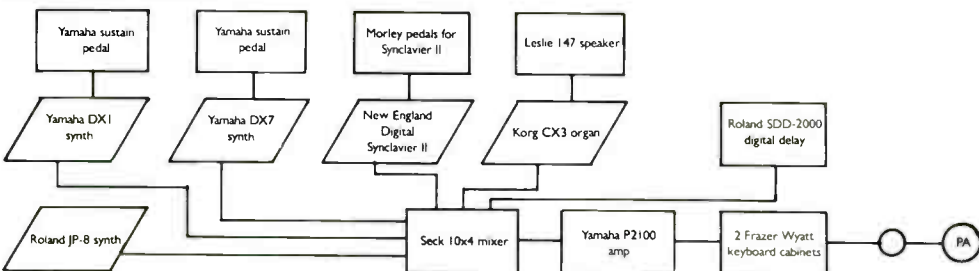 Yamaha sustain
pedal
Yamaha sustain
pedal
Morley pedals for
Synclavier II
Leslie 147 speaker
Yamaha DX1
synth
Yamaha DX7
synth
New England
Digital
Synclavier II
Korg CX3 organ
Roland SDD-2000
digital delay
Roland JP-8 synth
Seck 10x4 mixer
Yamaha P2100
amp
2 Frazer Wyatt
keyboard cabinets
PA